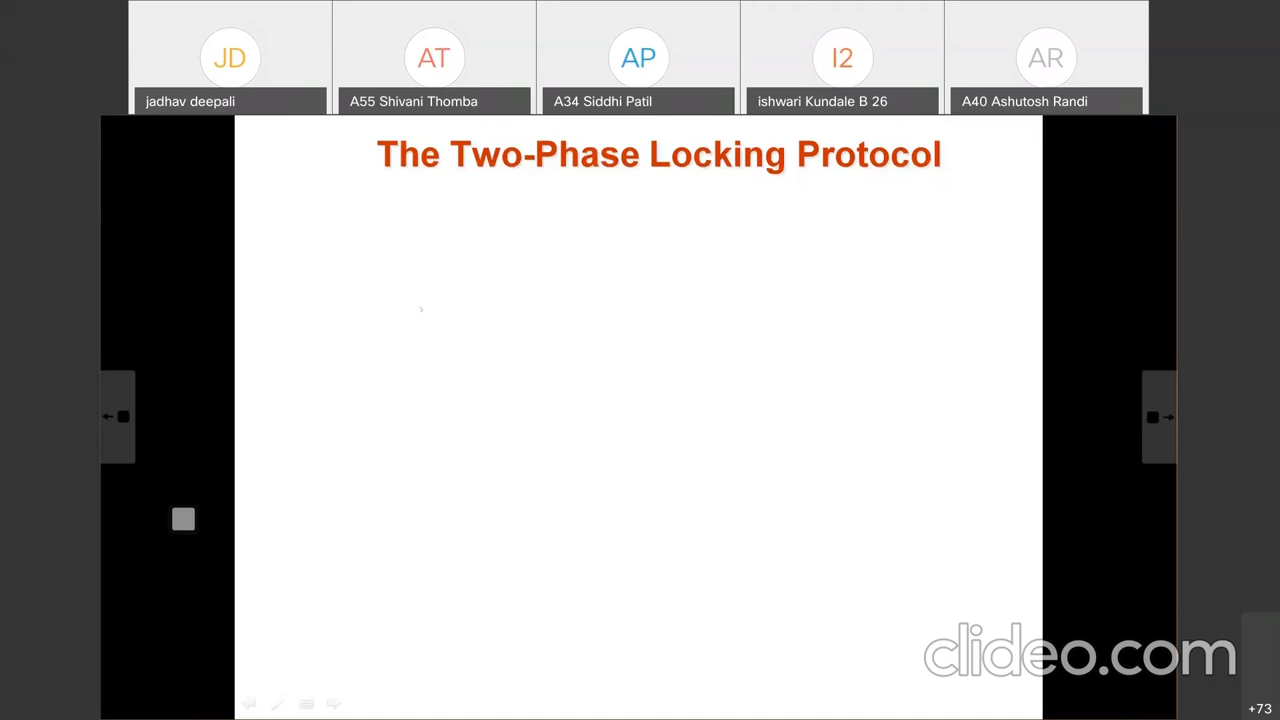 JD
AT
AP
I2
AR
jadhav deepali
A55 Shivani Thomba
A34 Siddhi Patil
ishwari Kundale B 26
A40 Ashutosh Randi
The Two-Phase Locking Protocol
clideo.com
+73